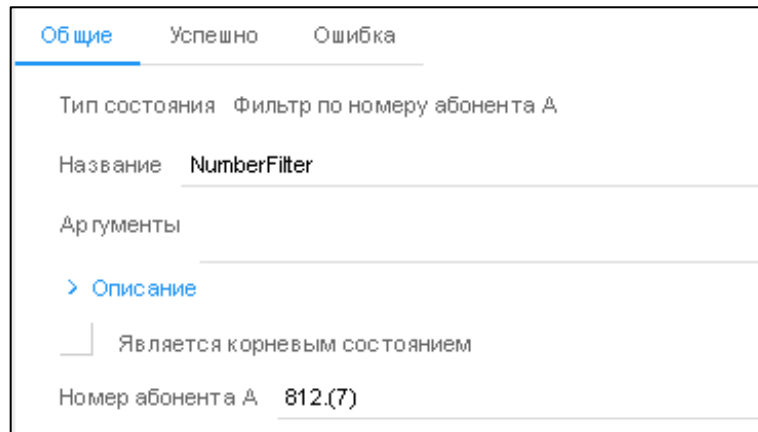 Общие Успешно Ошибка
Тип состояния Фильтр по номеру абонента А
Название NumberFilter
Аргументы
Описание
Является корневым состоянием
Номер абонента А 812.(7)